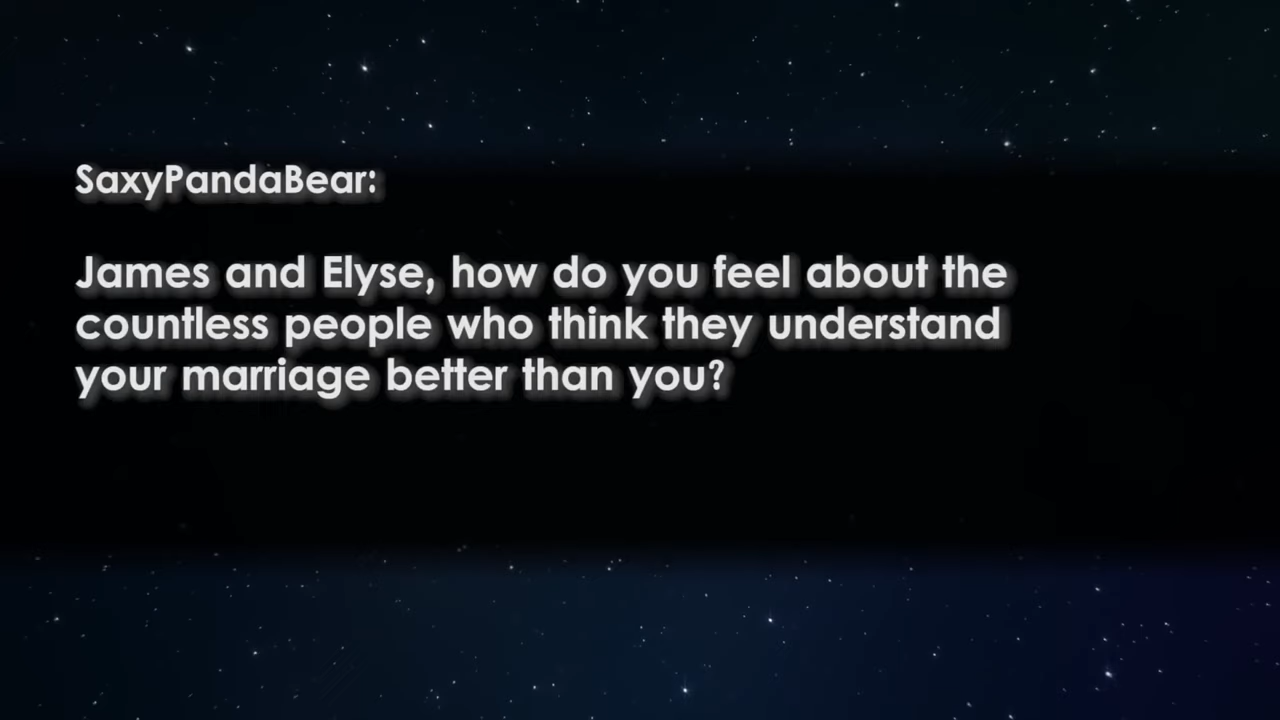 SaxyPandaBear:
James and Elyse, how do you feel about the
countless people who think they understand
your marriage better than you?